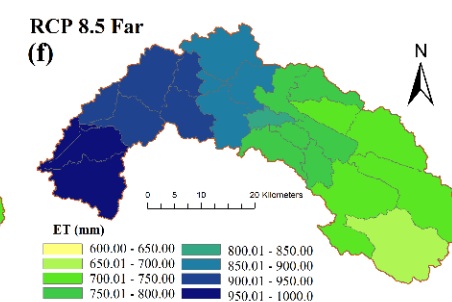 RCP 8.5 Far
(f)
N
0 5 10 20 Kilometers
ET (mm)
600.00 - 650.00
650.01 - 700.00
700.01 - 750.00
750.01 - 800.00
800.01 - 850.00
850.01 - 900.00
900.01 - 950.00
950.01 - 1000.0